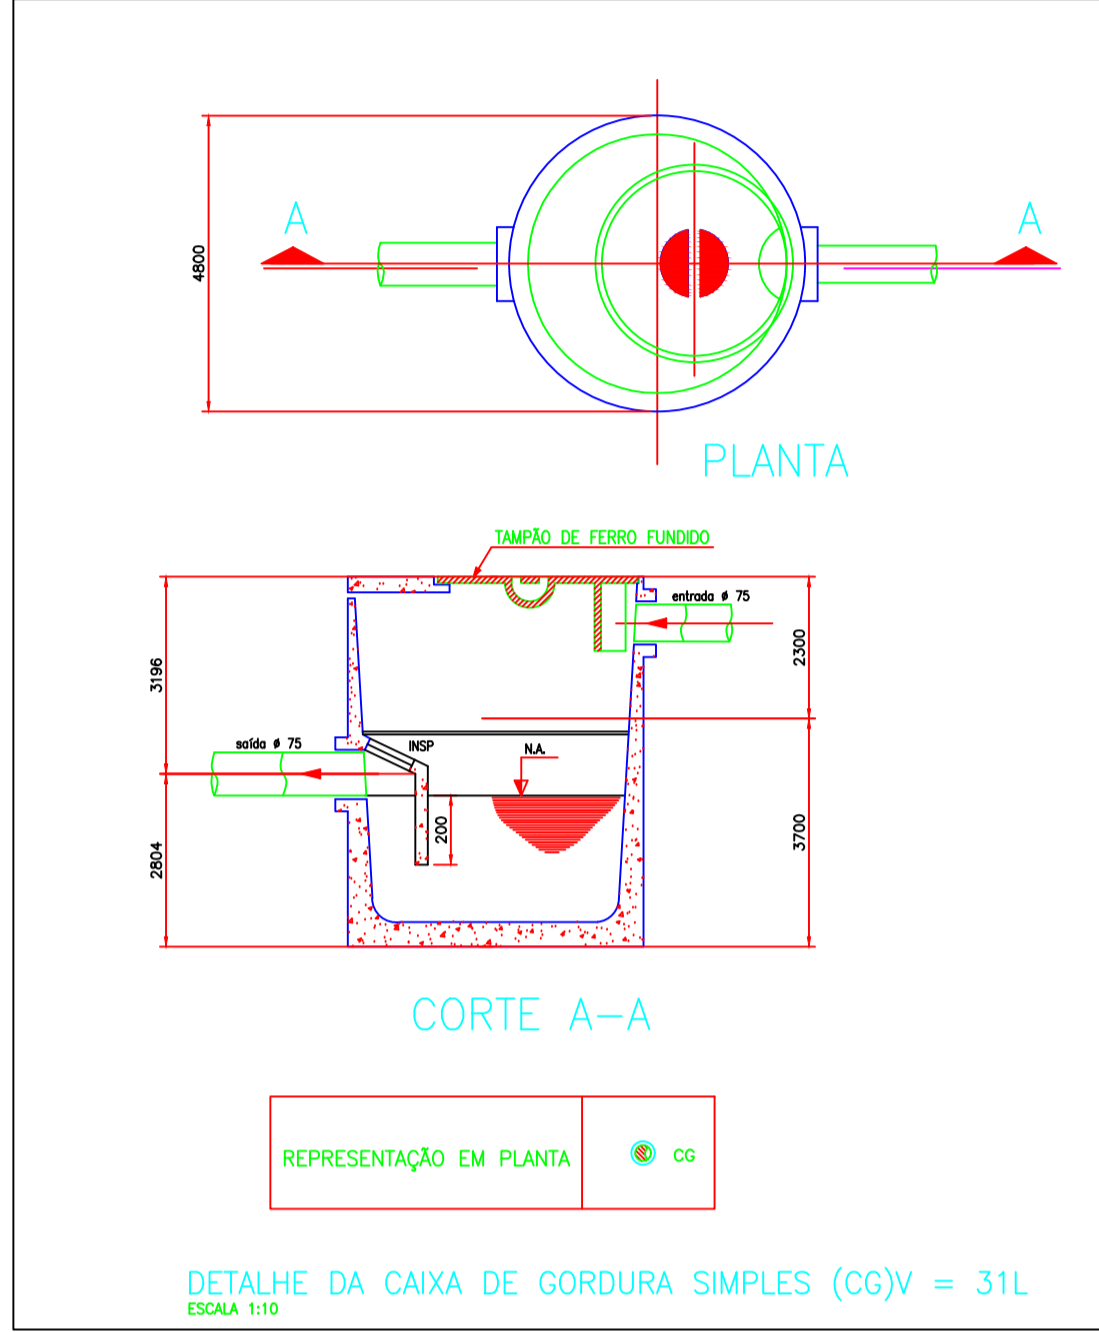 A
A
4800
PLANTA
TAMPÃO DE FERRO FUNDIDO
entrada ø 75
2300
3196
saída ø 75
INSP
N.A.
200
3700
2804
CORTE A-A
REPRESENTAÇÃO EM PLANTA
CG
DETALHE DA CAIXA DE GORDURA SIMPLES (CG)V = 31L
ESCALA 1:10